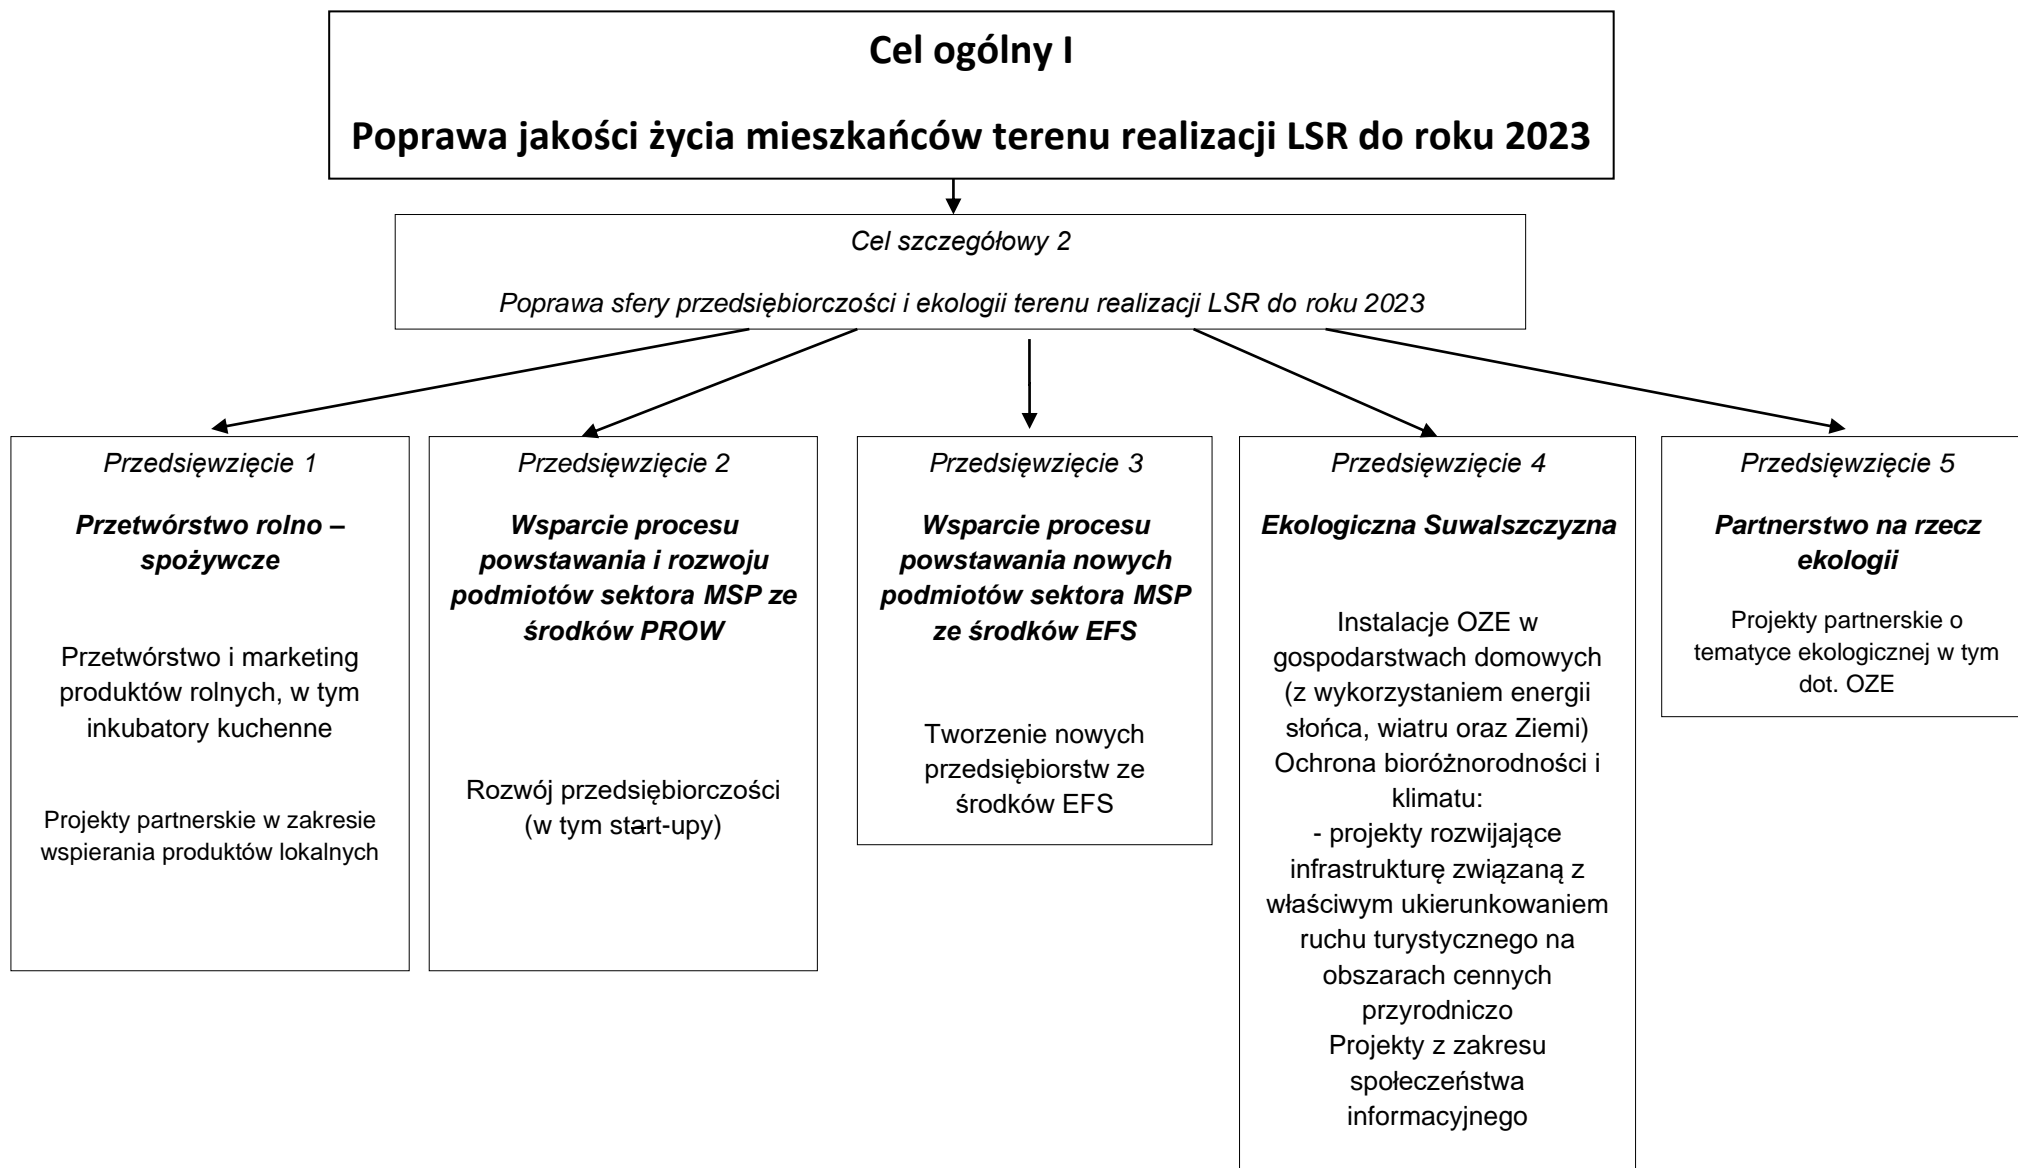 Cel ogólny I
Poprawa jakości życia mieszkańców terenu realizacji LSR do roku 2023
Cel szczegółowy 2
Poprawa sfery przedsiębiorczości i ekologii terenu realizacji LSR do roku 2023
Przedsięwzięcie 1
Przetwórstwo rolno –
spożywcze
Przetwórstwo i marketing
produktów rolnych, w tym
inkubatory kuchenne
Projekty partnerskie w zakresie
wspierania produktów lokalnych
Przedsięwzięcie 2
Wsparcie procesu
powstawania i rozwoju
podmiotów sektora MSP ze
środków PROW
Rozwój przedsiębiorczości
(w tym start-upy)
Przedsięwzięcie 3
Wsparcie procesu
powstawania nowych
podmiotów sektora MSP
ze środków EFS
Tworzenie nowych
przedsiębiorstw ze
środków EFS
Przedsięwzięcie 4
Ekologiczna Suwalszczyzna
Instalacje OZE w
gospodarstwach domowych
(z wykorzystaniem energii
słońca, wiatru oraz Ziemi)
Ochrona bioróżnorodności i
klimatu:
- projekty rozwijające
infrastrukturę związaną z
właściwym ukierunkowaniem
ruchu turystycznego na
obszarach cennych
przyrodniczo
Projekty z zakresu
społeczeństwa
informacyjnego
Przedsięwzięcie 5
Partnerstwo na rzecz
ekologii
Projekty partnerskie o
tematyce ekologicznej w tym
dot. OZE